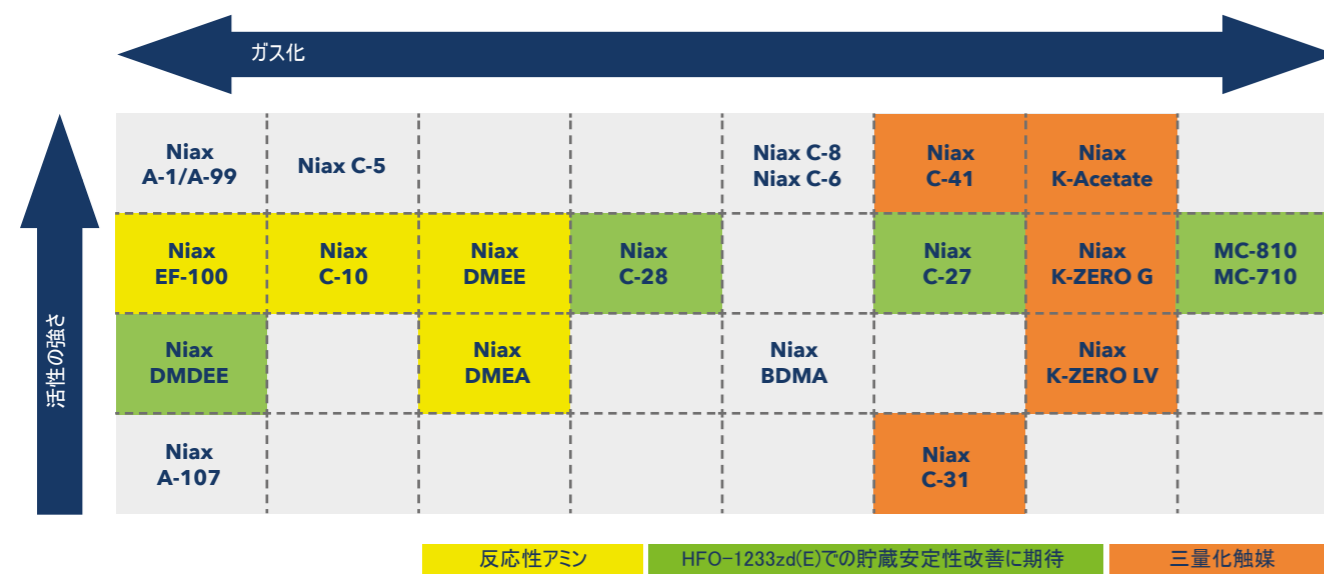 ガス化
活性の強さ
Niax
A-1/A-99
Niax C-5
Niax C-8
Niax C-6
Niax
C-41
Niax
K-Acetate
Niax
EF-100
Niax
C-10
Niax
DMEE
Niax
C-28
Niax
C-27
Niax
K-ZERO G
MC-810
MC-710
Niax
DMDEE
Niax
DMEA
Niax
BDMA
Niax
K-ZERO LV
Niax
A-107
Niax
C-31
反応性アミン
HFO-1233zd(E)での貯蔵安定性改善に期待
三量化触媒